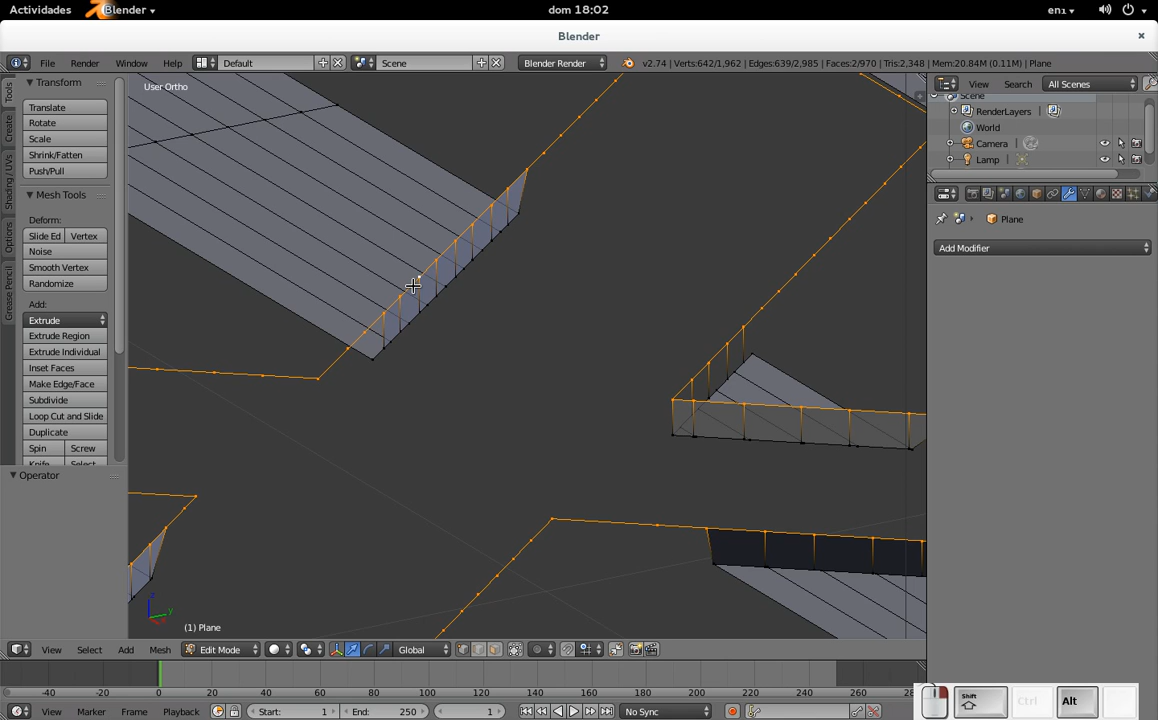 Actividades
Blender
dom 18:02
en1
Blender
File
Render
Window
Help
Default
Scene
Blender Render
v2.74 | Verts:642/1,962 | Edges:639/2,985 | Faces:2/970 | Tris:2,348 | Mem:20.84M (0.11M) | Plane
Tools
Create
Shading / UVs
Options
Grease Pencil
Transform
Translate
Rotate
Scale
Shrink/Fatten
Push/Pull
Mesh Tools
Deform:
Slide Ed
Vertex
Noise
Smooth Vertex
Randomize
Add:
Extrude
Extrude Region
Extrude Individual
Inset Faces
Make Edge/Face
Subdivide
Loop Cut and Slide
Duplicate
Spin
Screw
Knife
Select
Operator
User Ortho
z
y
(1) Plane
View
Search
All Scenes
Scene
RenderLayers
World
Camera
Lamp
Plane
Add Modifier
View
Select
Add
Mesh
Edit Mode
Global
-40 -20 0 20 40 60 80 100 120 140 160 180 200 220 240 260
View
Marker
Frame
Playback
Start: 1
End: 250
1
No Sync
Shift
Ctrl
Alt